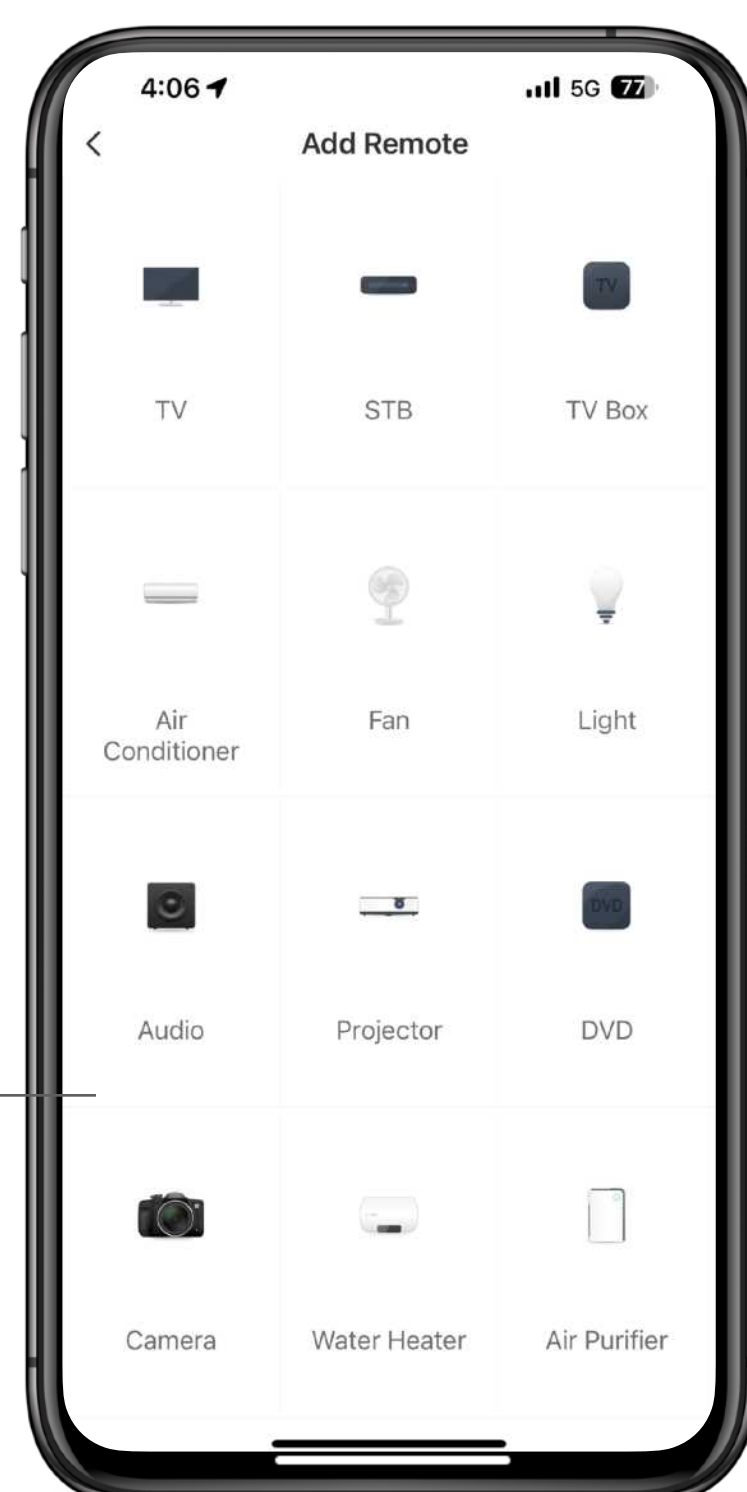 4:06 5G 77
Add Remote
TV
TV STB TV Box
Air
Conditioner Fan Light
DVD
Audio Projector DVD
Camera Water Heater Air Purifier